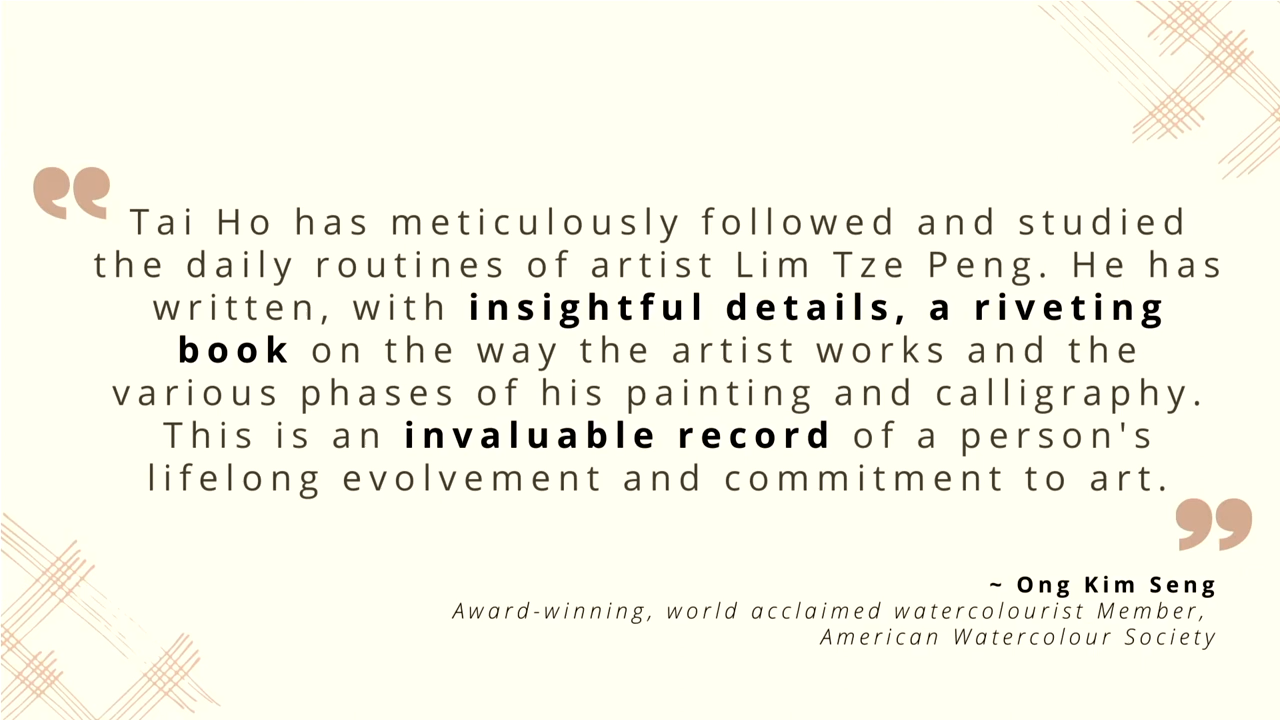 Tai Ho has meticulously followed and studied
the daily routines of artist Lim Tze Peng. He has
written, with insightful details, a riveting
book on the way the artist works and the
various phases of his painting and calligraphy.
This is an invaluable record of a person's
lifelong evolvement and commitment to art.
~ Ong Kim Seng
Award-winning, world acclaimed watercolourist Member,
American Watercolour Society